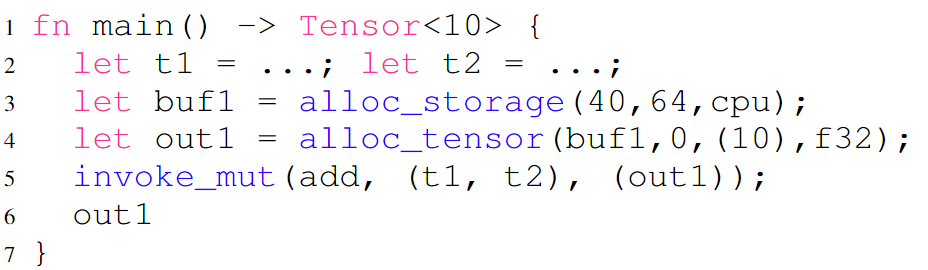 1 fn main() -> Tensor<10> {
2 let t1 = ...; let t2 = ...;
3 let buf1 = alloc_storage(40,64,cpu);
4 let out1 = alloc_tensor(buf1,0,(10),f32);
5 invoke_mut(add, (t1, t2), (out1));
6 out1
7 }